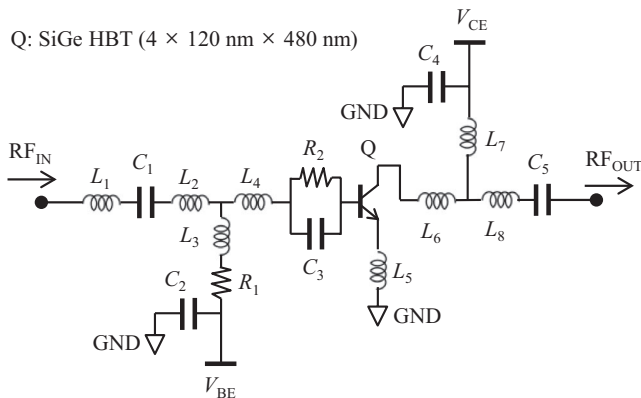 Q: SiGe HBT (4 × 120 nm × 480 nm)
V_CE
C_4
GND
L_7
RF_IN
RF_OUT
L_1
C_1
L_2
L_4
R_2
Q
C_5
L_3
C_3
L_6
L_8
C_2
R_1
L_5
GND
GND
V_BE